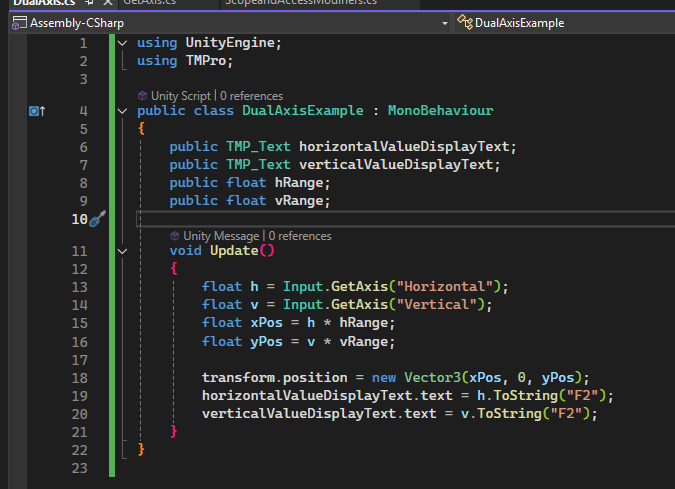 DualAxis.cs GetAxis.cs ScopeandAccessModifiers.cs
Assembly-CSharp DualAxisExample
1 using UnityEngine;
2 using TMPro;
3
Unity Script | 0 references
4 public class DualAxisExample : MonoBehaviour
5 {
6 public TMP_Text horizontalValueDisplayText;
7 public TMP_Text verticalValueDisplayText;
8 public float hRange;
9 public float vRange;
10
Unity Message | 0 references
11 void Update()
12 {
13 float h = Input.GetAxis("Horizontal");
14 float v = Input.GetAxis("Vertical");
15 float xPos = h * hRange;
16 float yPos = v * vRange;
17
18 transform.position = new Vector3(xPos, 0, yPos);
19 horizontalValueDisplayText.text = h.ToString("F2");
20 verticalValueDisplayText.text = v.ToString("F2");
21 }
22 }
23